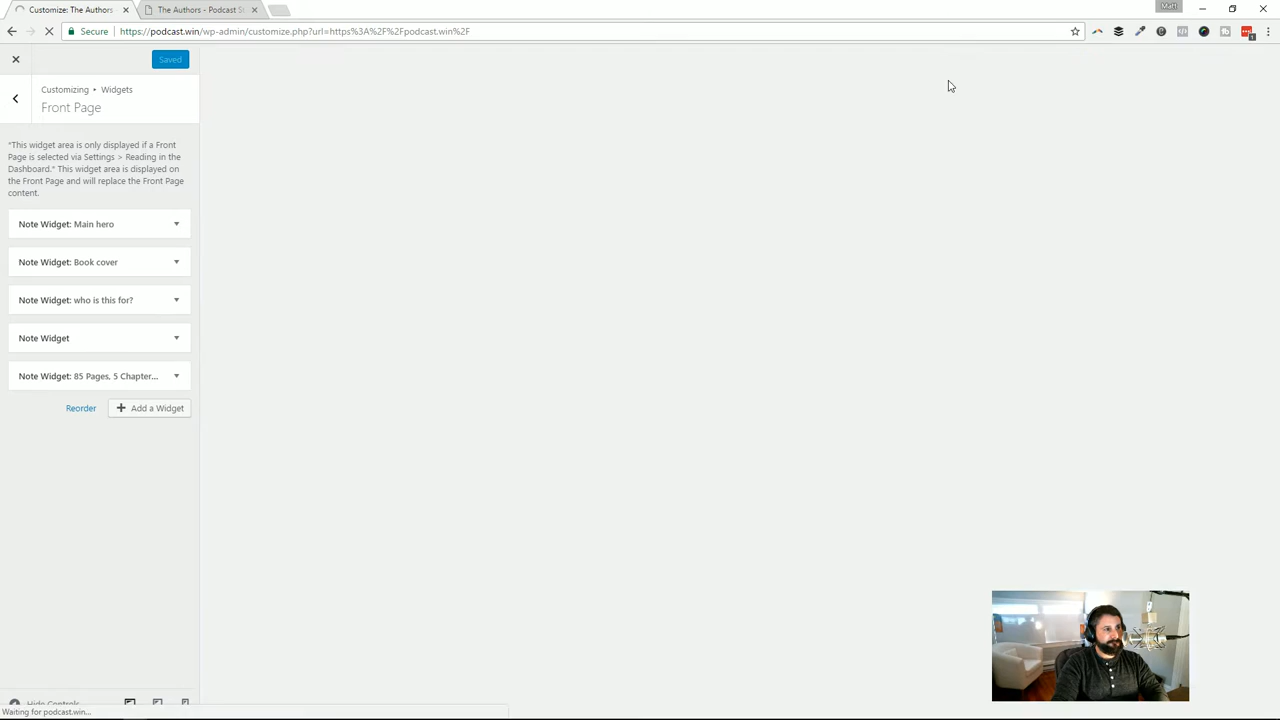 Customize: The Authors
The Authors - Podcast S
Matt
Secure
https://podcast.win/wp-admin/customize.php?url=https%3A%2F%2Fpodcast.win%2F
1
Saved
Customizing • Widgets
Front Page
"This widget area is only displayed if a Front
Page is selected via Settings > Reading in the
Dashboard." This widget area is displayed on
the Front Page and will replace the Front Page
content.
Note Widget: Main hero
Note Widget: Book cover
Note Widget: who is this for?
Note Widget
Note Widget: 85 Pages, 5 Chapter...
Reorder
Add a Widget
Hide Controls
Waiting for podcast.win...